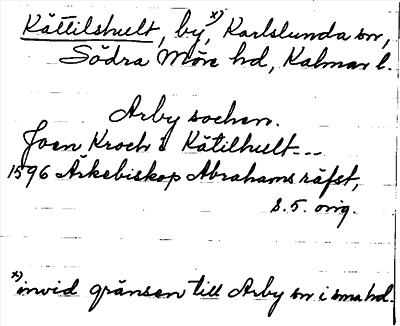 Kättilshult, by, x) Karlslunda sn,
Södra Möre hd, Kalmar l.
Arby socken.
Joen Kroch i Kätilhult---
1596 Ärkebiskop Abrahams räfst,
s. 5. orig.
x) invid gränsen till Arby sn i sma hd.